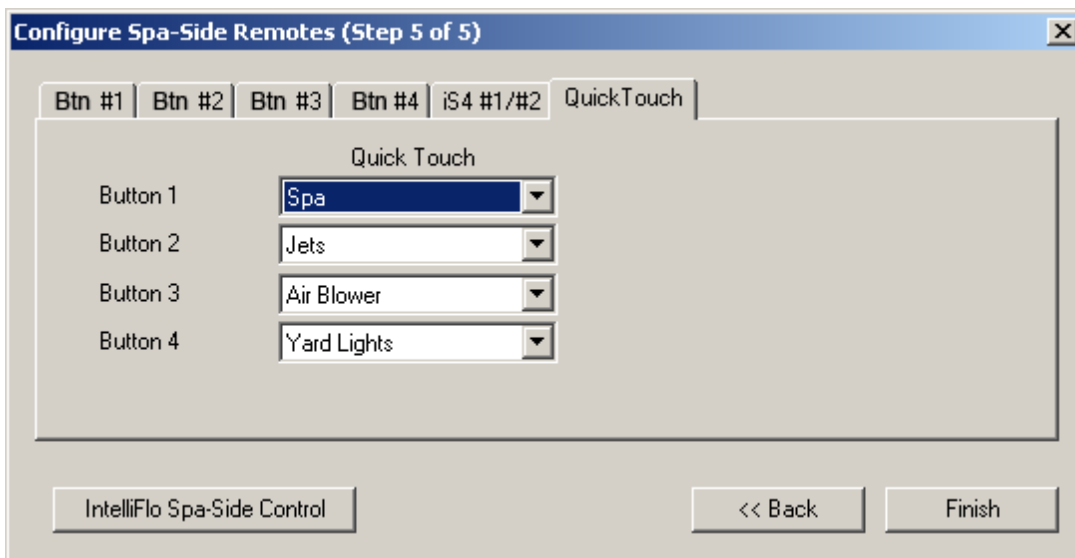 Configure Spa-Side Remotes (Step 5 of 5)
Btn #1 Btn #2 Btn #3 Btn #4 iS4 #1/#2 QuickTouch
Quick Touch
Button 1 Spa
Button 2 Jets
Button 3 Air Blower
Button 4 Yard Lights
IntelliFlo Spa-Side Control << Back Finish